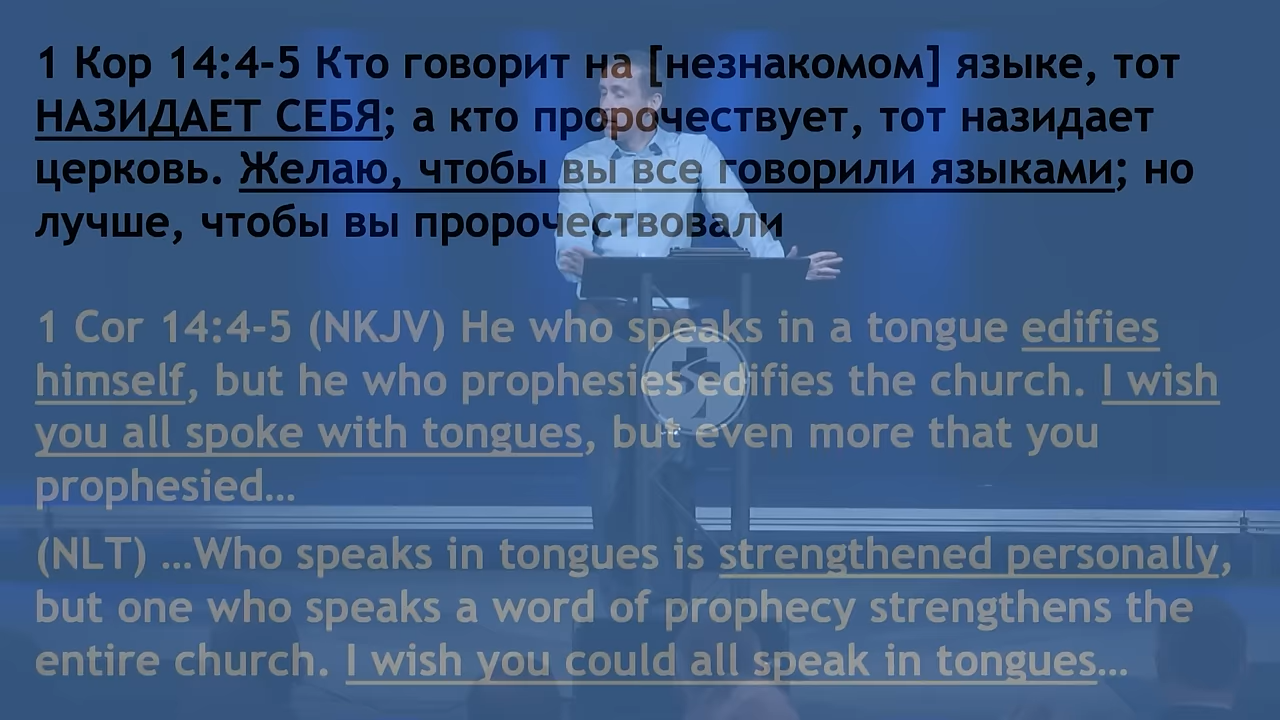 1 Кор 14:4-5 Кто говорит на [незнакомом] языке, тот
НАЗИДАЕТ СЕБЯ; а кто пророчествует, тот назидает
церковь. Желаю, чтобы вы все говорили языками; но
лучше, чтобы вы пророчествовали
1 Cor 14:4-5 (NKJV) He who speaks in a tongue edifies
himself, but he who prophesies edifies the church. I wish
you all spoke with tongues, but even more that you
prophesied…
(NLT) …Who speaks in tongues is strengthened personally,
but one who speaks a word of prophecy strengthens the
entire church. I wish you could all speak in tongues…